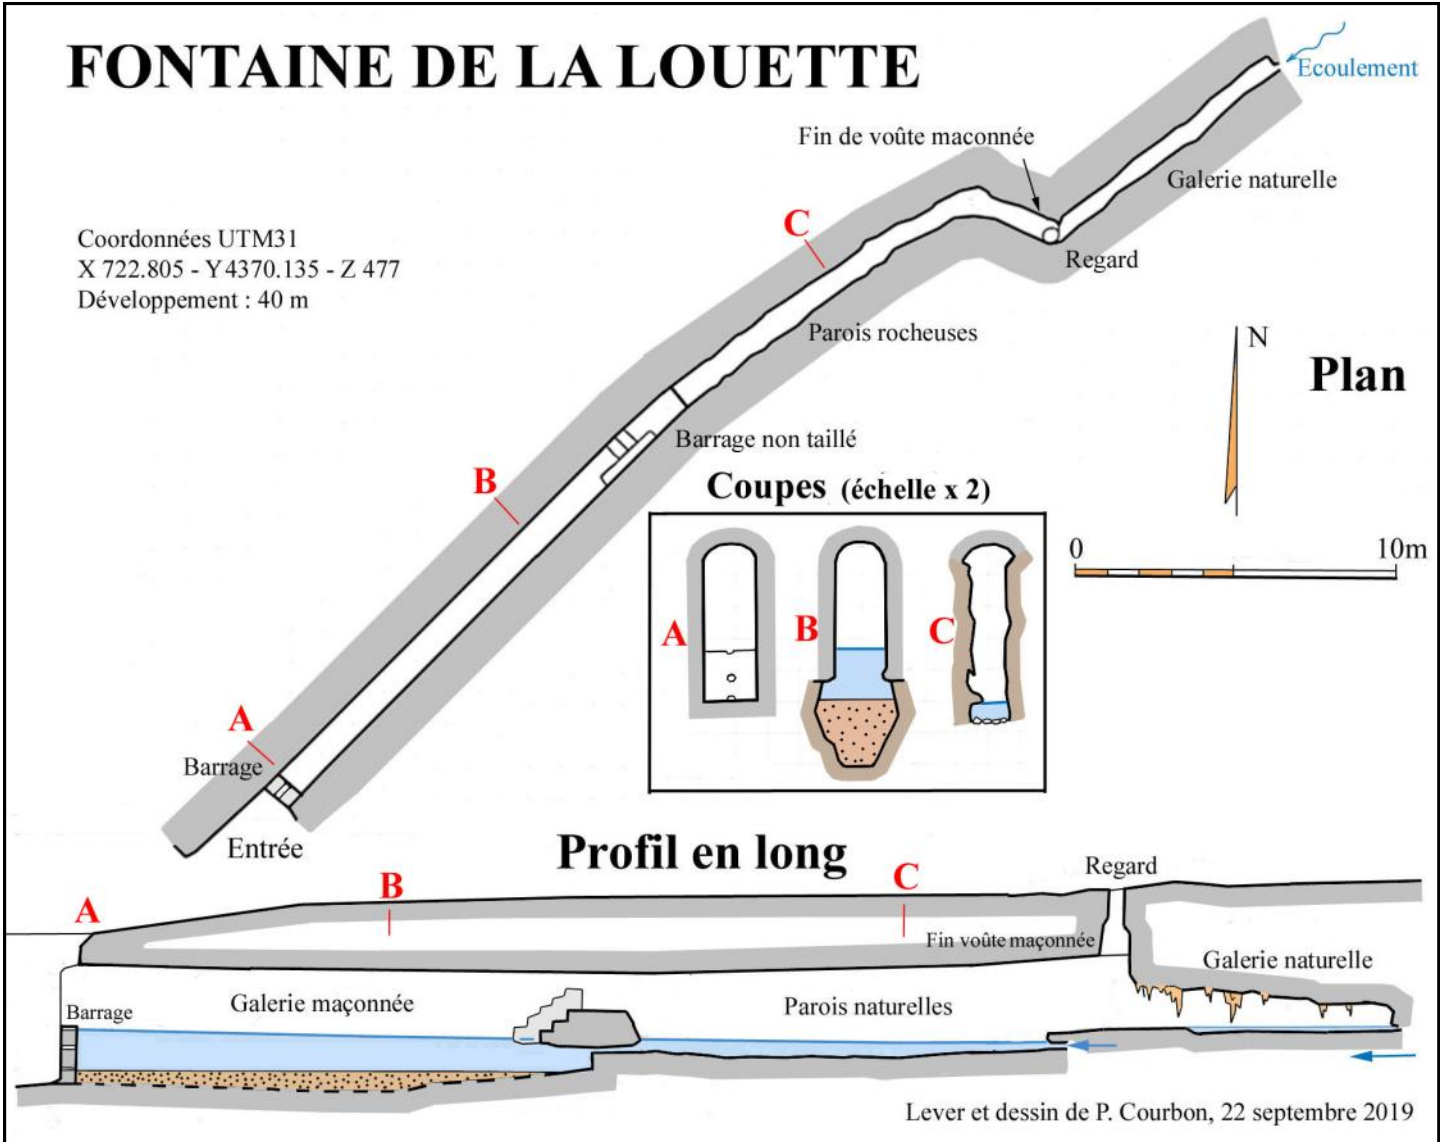 FONTAINE DE LA LOUETTE
Ecoulement
Fin de voûte maconnée
Galerie naturelle
C
Coordonnées UTM31
X 722.805 - Y4370.135 - Z 477
Développement : 40 m
Regard
Parois rocheuses
N
Plan
Barrage non taillé
B
Coupes (échelle x 2)
0 10m
A B C
A
Barrage
Entrée
Profil en long
Regard
A B C
Fin voûte maçonnée
Galerie naturelle
Galerie maçonnée
Parois naturelles
Barrage
Lever et dessin de P. Courbon, 22 septembre 2019